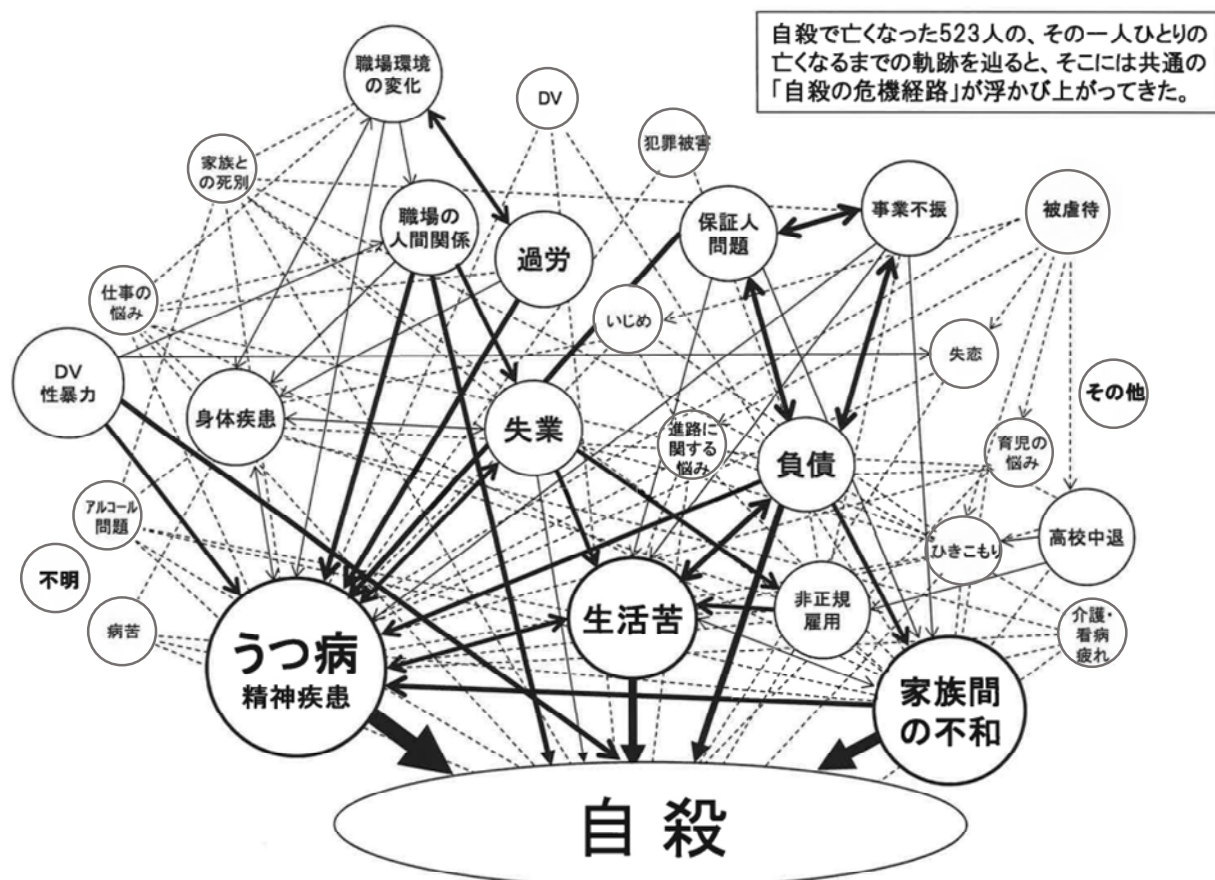 自殺で亡くなった523人の、その一人ひとりの
亡くなるまでの軌跡を辿ると、そこには共通の
「自殺の危機経路」が浮かび上がってきた。
職場環境
の変化
DV
犯罪被害
家族と
の死別
職場の
人間関係
過労
保証人
問題
事業不振
被虐待
仕事の
悩み
いじめ
失恋
DV
性暴力
その他
身体疾患
失業
進路に
関する
悩み
負債
育児の
悩み
アルコール
問題
ひきこもり
高校中退
不明
病苦
うつ病
精神疾患
生活苦
非正規
雇用
介護・
看病
疲れ
家族間
の不和
自殺